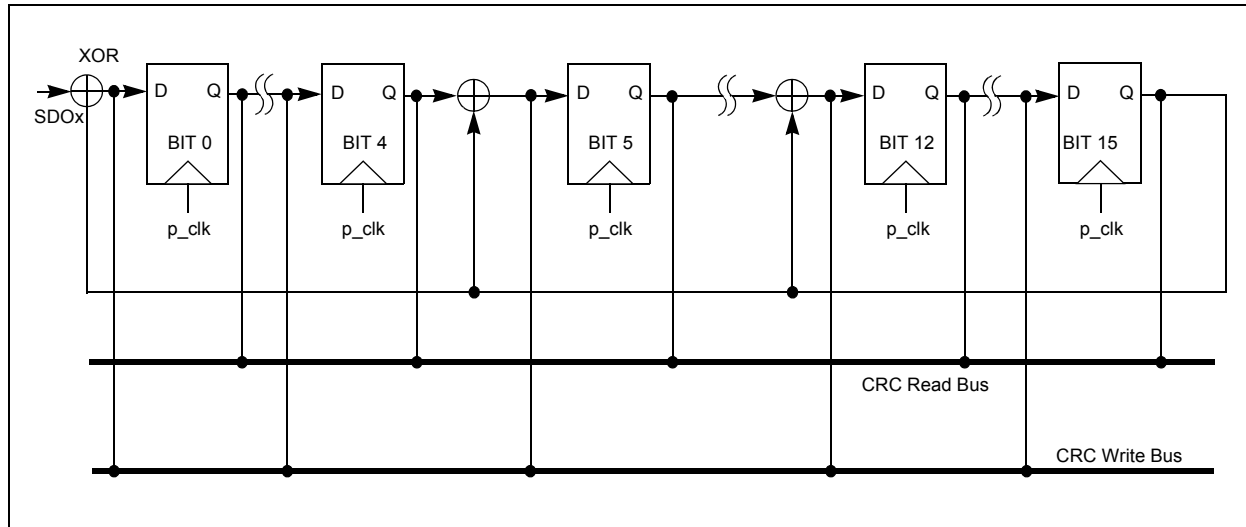 XOR
SDOx
D Q
BIT 0
p_clk
D Q
BIT 4
p_clk
D Q
BIT 5
p_clk
D Q
BIT 12
p_clk
D Q
BIT 15
p_clk
CRC Read Bus
CRC Write Bus